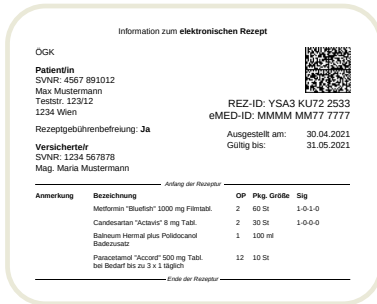 Information zum elektronischen Rezept
ÖGK
Patient/in
SVNR: 4567 891012
Max Mustermann
Teststr. 123/12
1234 Wien
REZ-ID: YSA3 KU72 2533
eMED-ID: MMMM MM77 7777
Rezeptgebührenbefreiung: Ja
Ausgestellt am: 30.04.2021
Gültig bis: 31.05.2021
Versicherte/r
SVNR: 1234 567878
Mag. Maria Mustermann
Anfang der Rezeptur
Anmerkung Bezeichnung OP Pkg. Größe Sig
Metformin "Bluefish" 1000 mg Filmtabl. 2 60 St 1-0-1-0
Candesartan "Actavis" 8 mg Tabl. 2 30 St 1-0-0-0
Balneum Hermal plus Polidocanol 1 100 ml
Badezusatz
Paracetamol "Accord" 500 mg Tabl. 12 10 St
bei Bedarf bis zu 3 x 1 täglich
Ende der Rezeptur